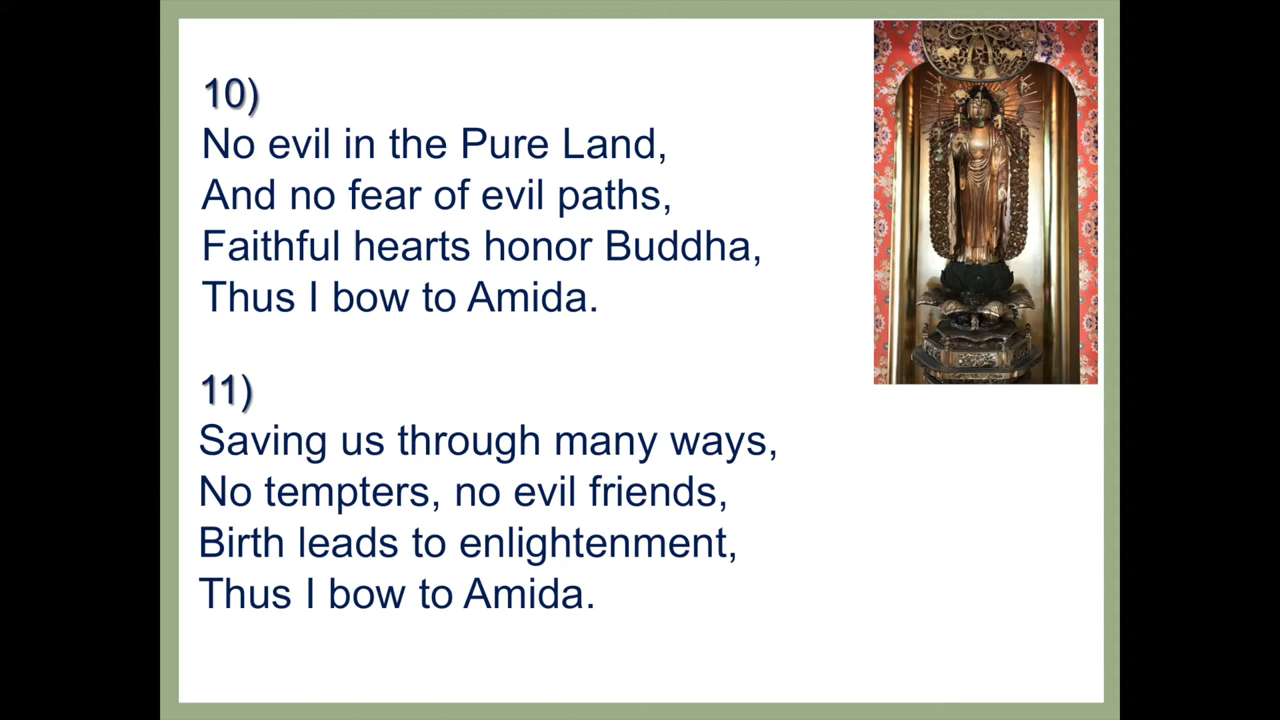 10)
No evil in the Pure Land,
And no fear of evil paths,
Faithful hearts honor Buddha,
Thus I bow to Amida.
11)
Saving us through many ways,
No tempters, no evil friends,
Birth leads to enlightenment,
Thus I bow to Amida.